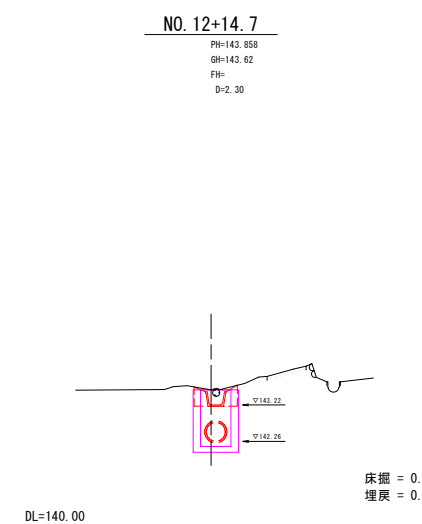 NO.12+14.7
PH=143.858
GH=143.62
FH=
D=2.30
▽143.22
▽142.26
床掘 = 0.
埋戻 = 0.
DL=140.00